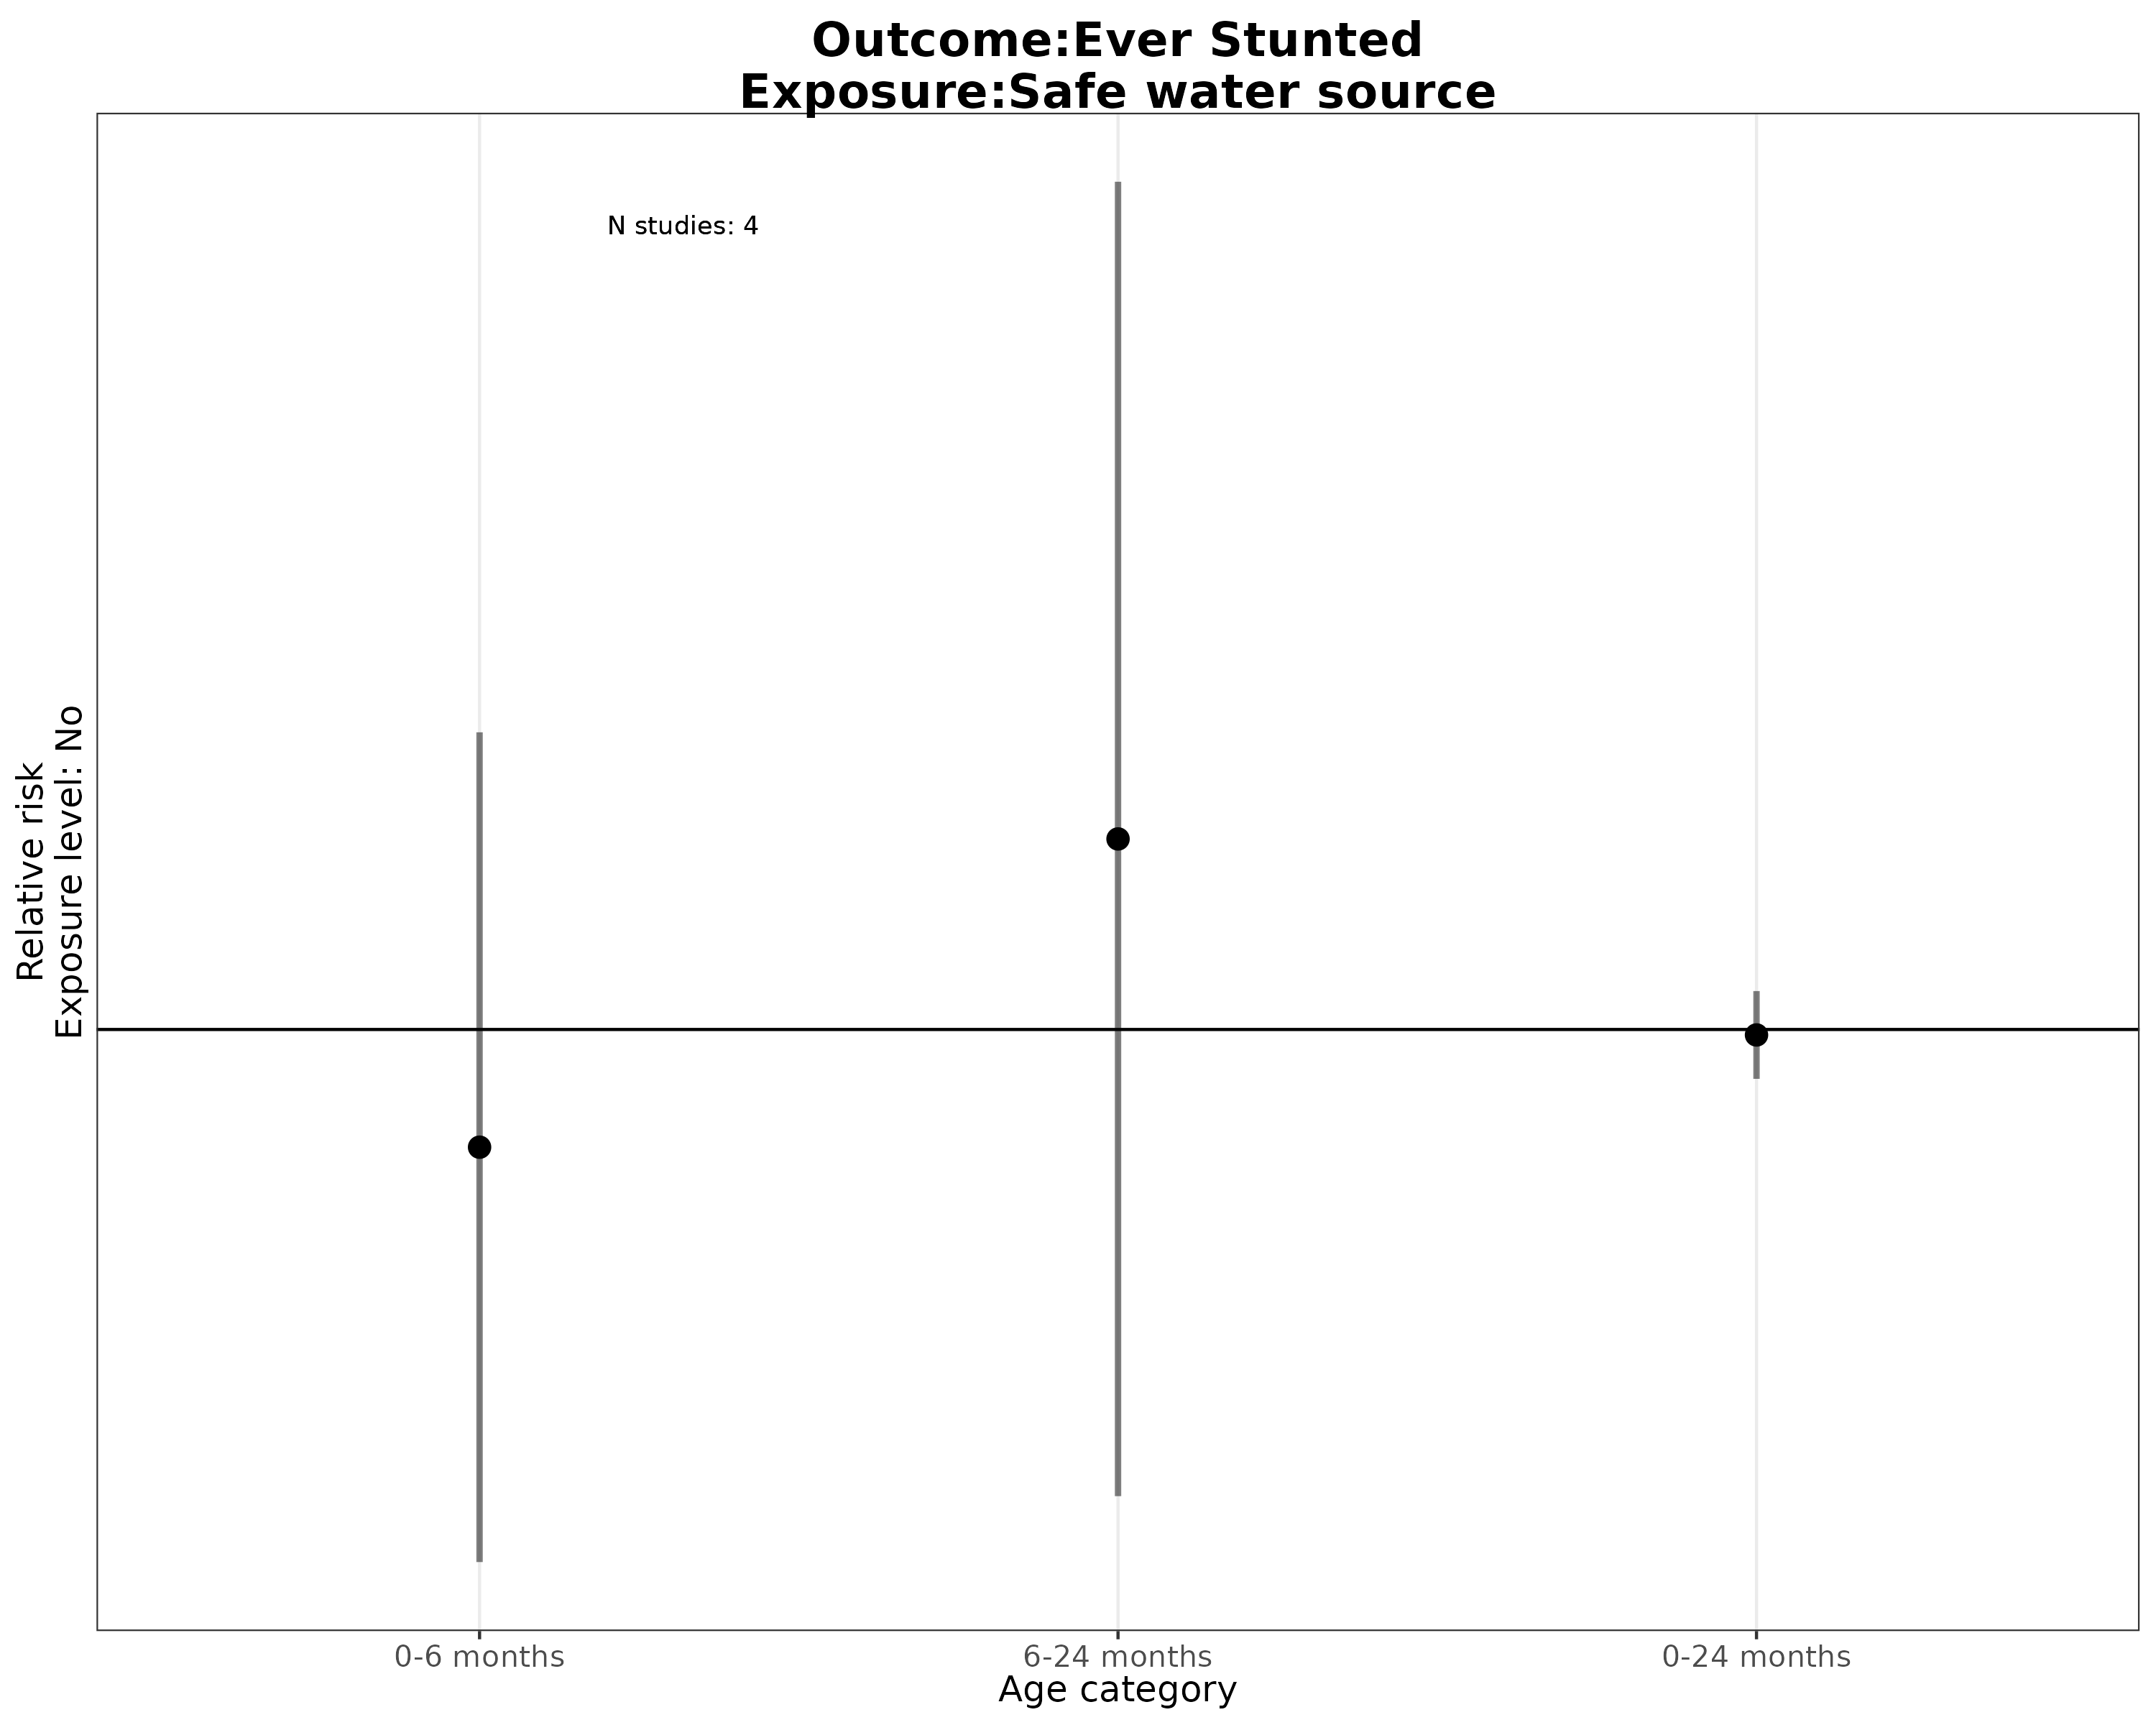 Outcome:Ever Stunted
Exposure:Safe water source
N studies: 4
Relative risk
Exposure level: No
0-6 months
6-24 months
0-24 months
Age category